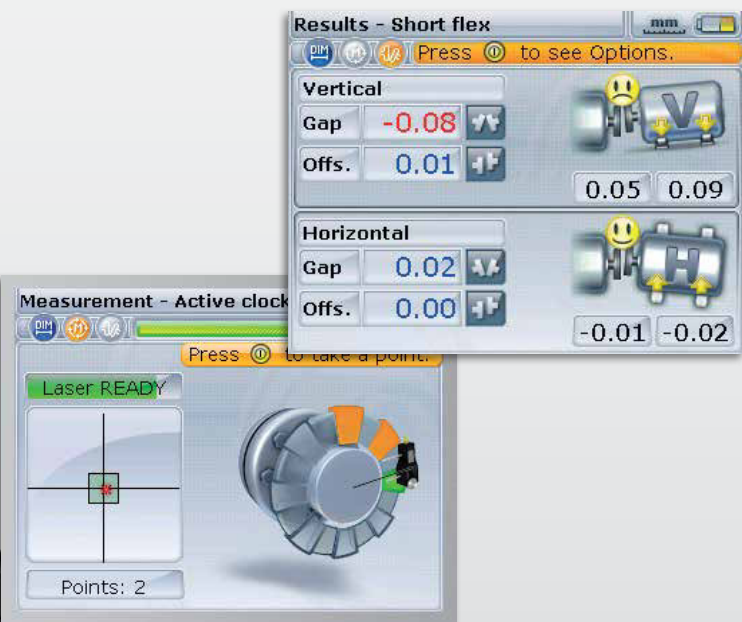 Results - Short flex
mm
DIM
Press to see Options.
Vertical
Gap -0.08
Offs. 0.01
V
0.05 0.09
Horizontal
Gap 0.02
Offs. 0.00
H
-0.01 -0.02
Measurement - Active clock
DIM M
Press to take a point.
Laser READY
Points: 2